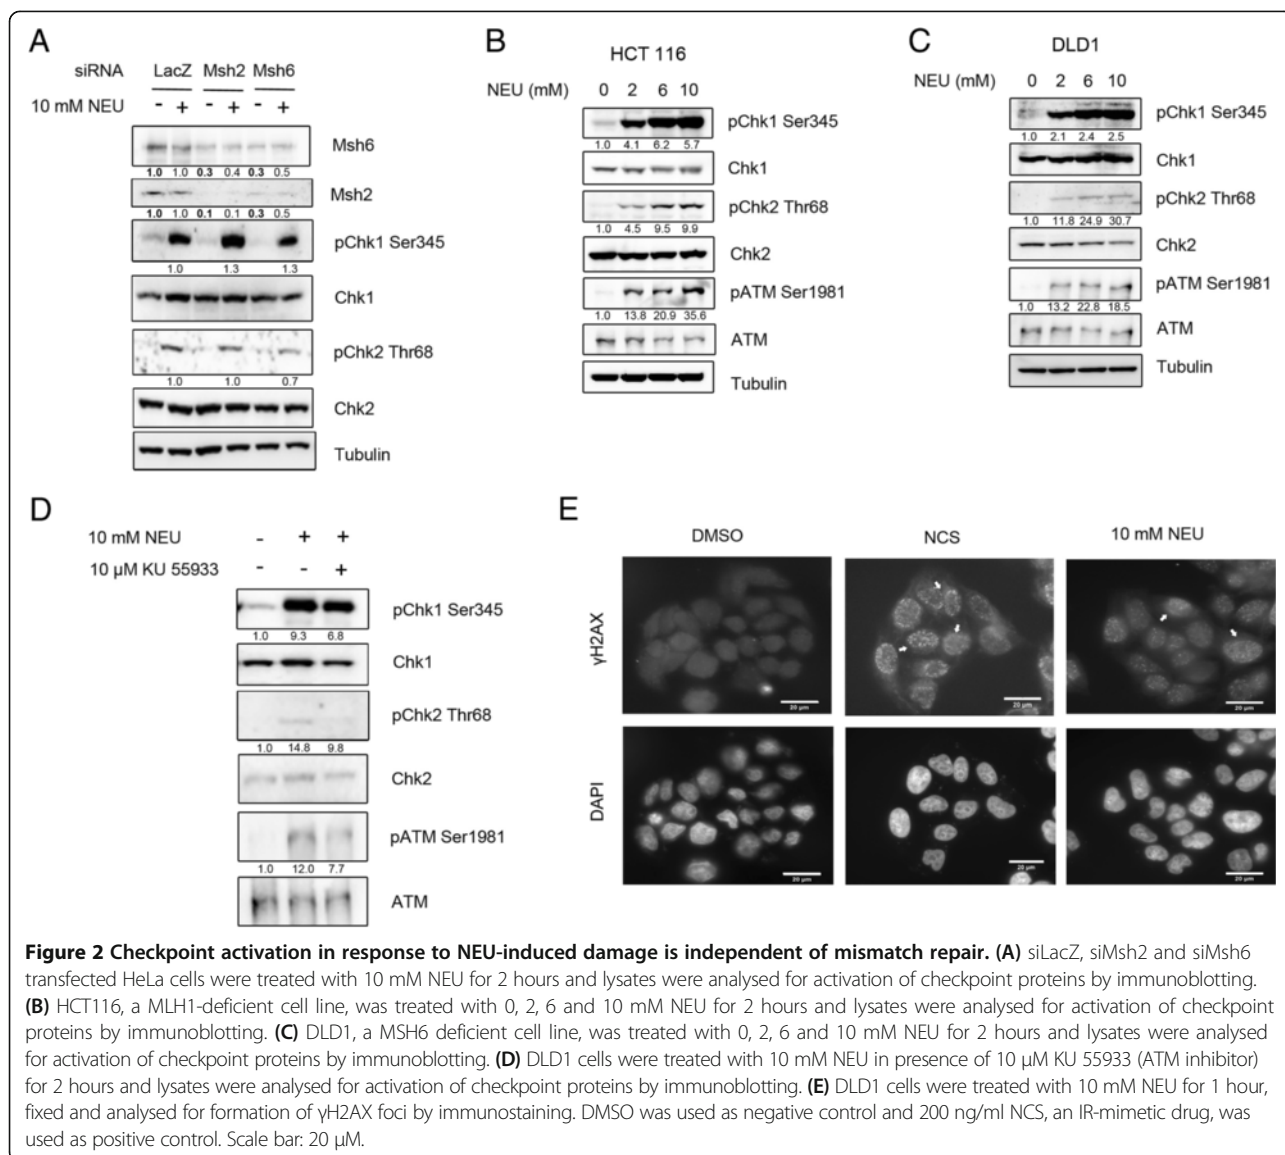 A
siRNA LacZ Msh2 Msh6
10 mM NEU - + - + - +
Msh6
1.0 1.0 0.3 0.4 0.3 0.5
Msh2
1.0 1.0 0.1 0.1 0.3 0.5
pChk1 Ser345
1.0 1.3 1.3
Chk1
pChk2 Thr68
1.0 1.0 0.7
Chk2
Tubulin
B
HCT 116
NEU (mM) 0 2 6 10
pChk1 Ser345
1.0 4.1 6.2 5.7
Chk1
pChk2 Thr68
1.0 4.5 9.5 9.9
Chk2
pATM Ser1981
1.0 13.8 20.9 35.6
ATM
Tubulin
C
DLD1
NEU (mM) 0 2 6 10
pChk1 Ser345
1.0 2.1 2.4 2.5
Chk1
pChk2 Thr68
1.0 11.8 24.9 30.7
Chk2
pATM Ser1981
1.0 13.2 22.8 18.5
ATM
Tubulin
D
10 mM NEU - + +
10 µM KU 55933 - - +
pChk1 Ser345
1.0 9.3 6.8
Chk1
pChk2 Thr68
1.0 14.8 9.8
Chk2
pATM Ser1981
1.0 12.0 7.7
ATM
E
DMSO NCS 10 mM NEU
γH2AX
20 µm 20 µm 20 µm
DAPI
20 µm 20 µm 20 µm
Figure 2 Checkpoint activation in response to NEU-induced damage is independent of mismatch repair. (A) siLacZ, siMsh2 and siMsh6
transfected HeLa cells were treated with 10 mM NEU for 2 hours and lysates were analysed for activation of checkpoint proteins by immunoblotting.
(B) HCT116, a MLH1-deficient cell line, was treated with 0, 2, 6 and 10 mM NEU for 2 hours and lysates were analysed for activation of checkpoint
proteins by immunoblotting. (C) DLD1, a MSH6 deficient cell line, was treated with 0, 2, 6 and 10 mM NEU for 2 hours and lysates were analysed
for activation of checkpoint proteins by immunoblotting. (D) DLD1 cells were treated with 10 mM NEU in presence of 10 µM KU 55933 (ATM inhibitor)
for 2 hours and lysates were analysed for activation of checkpoint proteins by immunoblotting. (E) DLD1 cells were treated with 10 mM NEU for 1 hour,
fixed and analysed for formation of γH2AX foci by immunostaining. DMSO was used as negative control and 200 ng/ml NCS, an IR-mimetic drug, was
used as positive control. Scale bar: 20 µM.